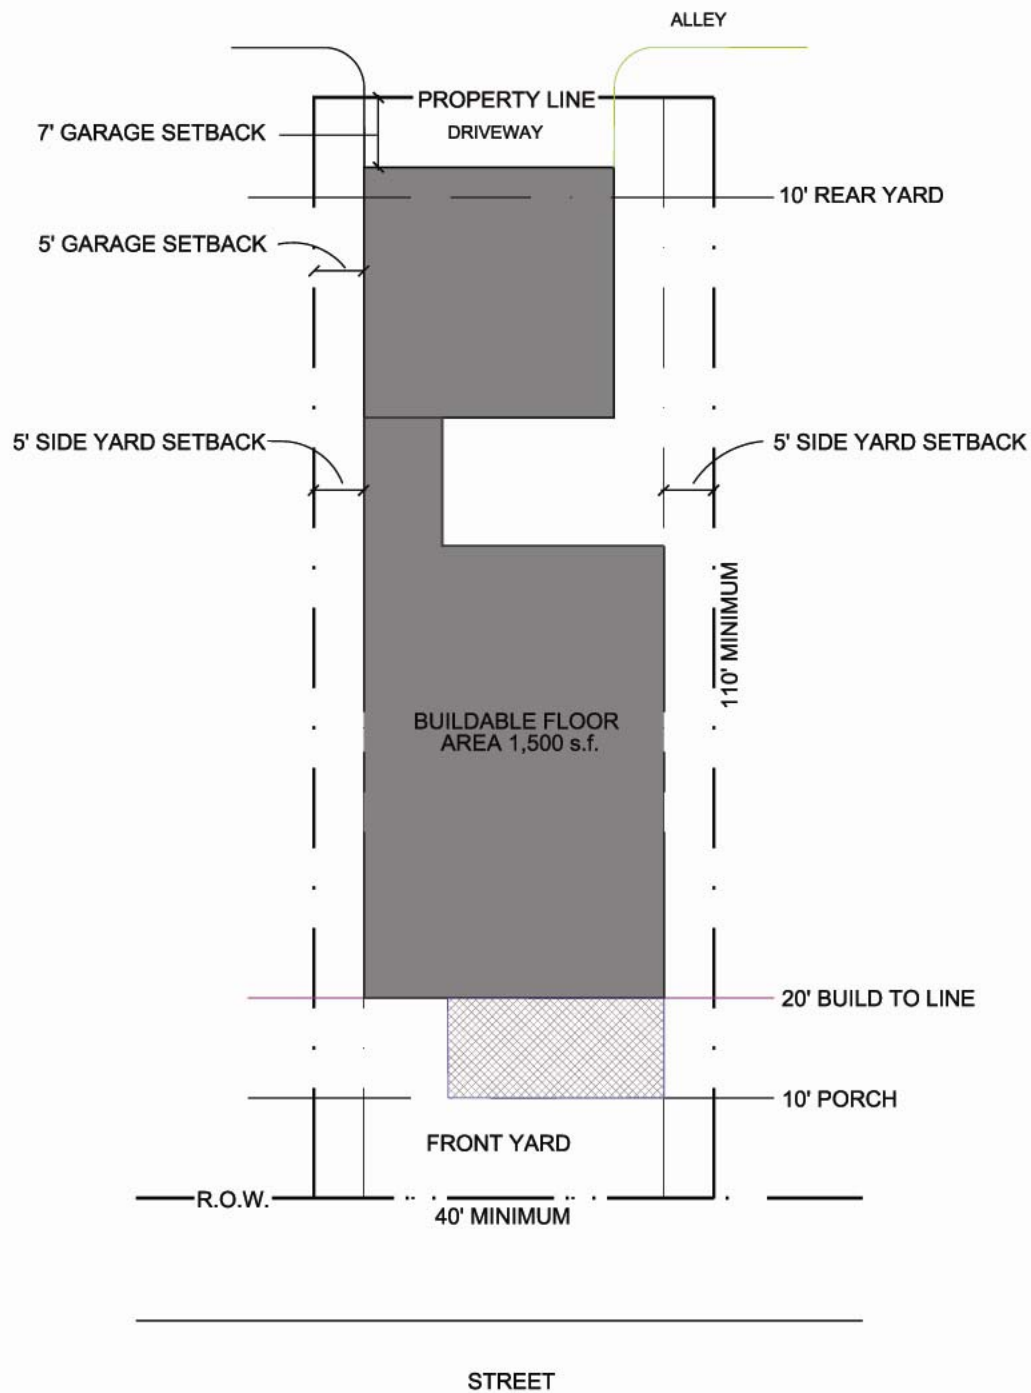 ALLEY
PROPERTY LINE
7' GARAGE SETBACK
DRIVEWAY
10' REAR YARD
5' GARAGE SETBACK
5' SIDE YARD SETBACK
5' SIDE YARD SETBACK
110' MINIMUM
BUILDABLE FLOOR
AREA 1,500 s.f.
20' BUILD TO LINE
10' PORCH
FRONT YARD
R.O.W.
40' MINIMUM
STREET